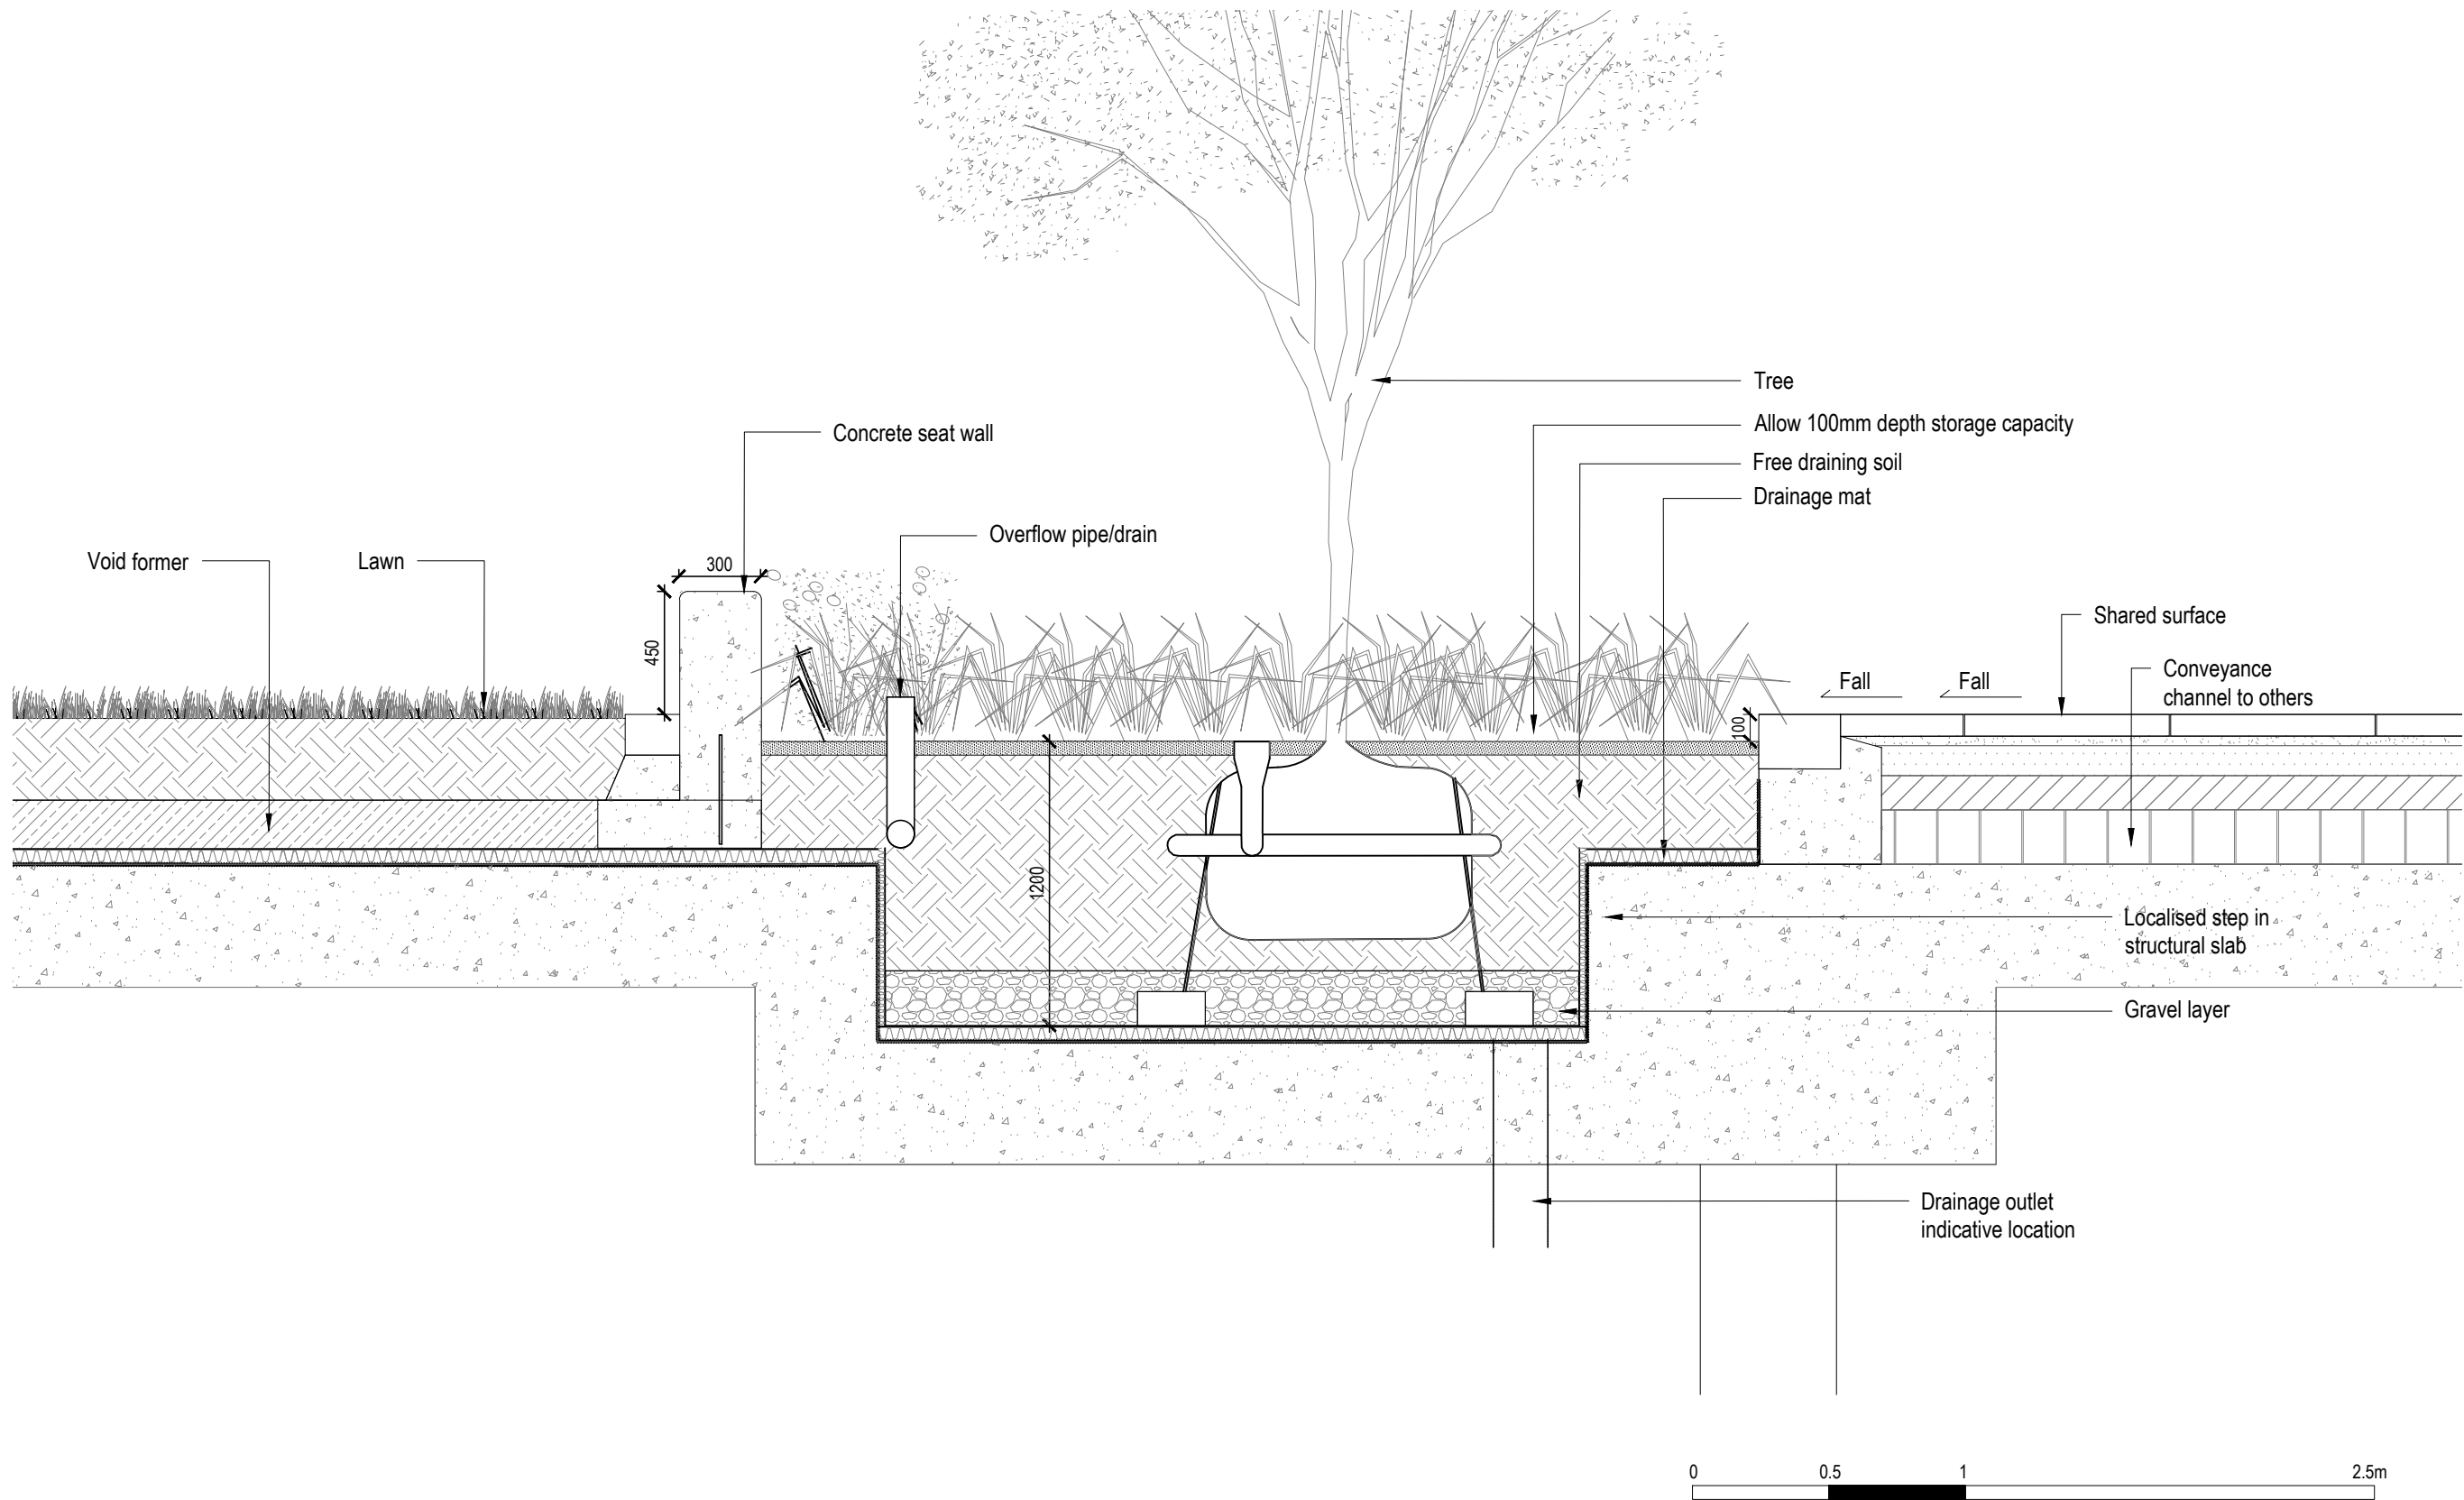 Tree
Allow 100mm depth storage capacity
Concrete seat wall
Free draining soil
Drainage mat
Overflow pipe/drain
Void former
Lawn
300
450
Shared surface
Conveyance
channel to others
Fall
Fall
100
1200
Localised step in
structural slab
Gravel layer
Drainage outlet
indicative location
0
0.5
1
2.5m